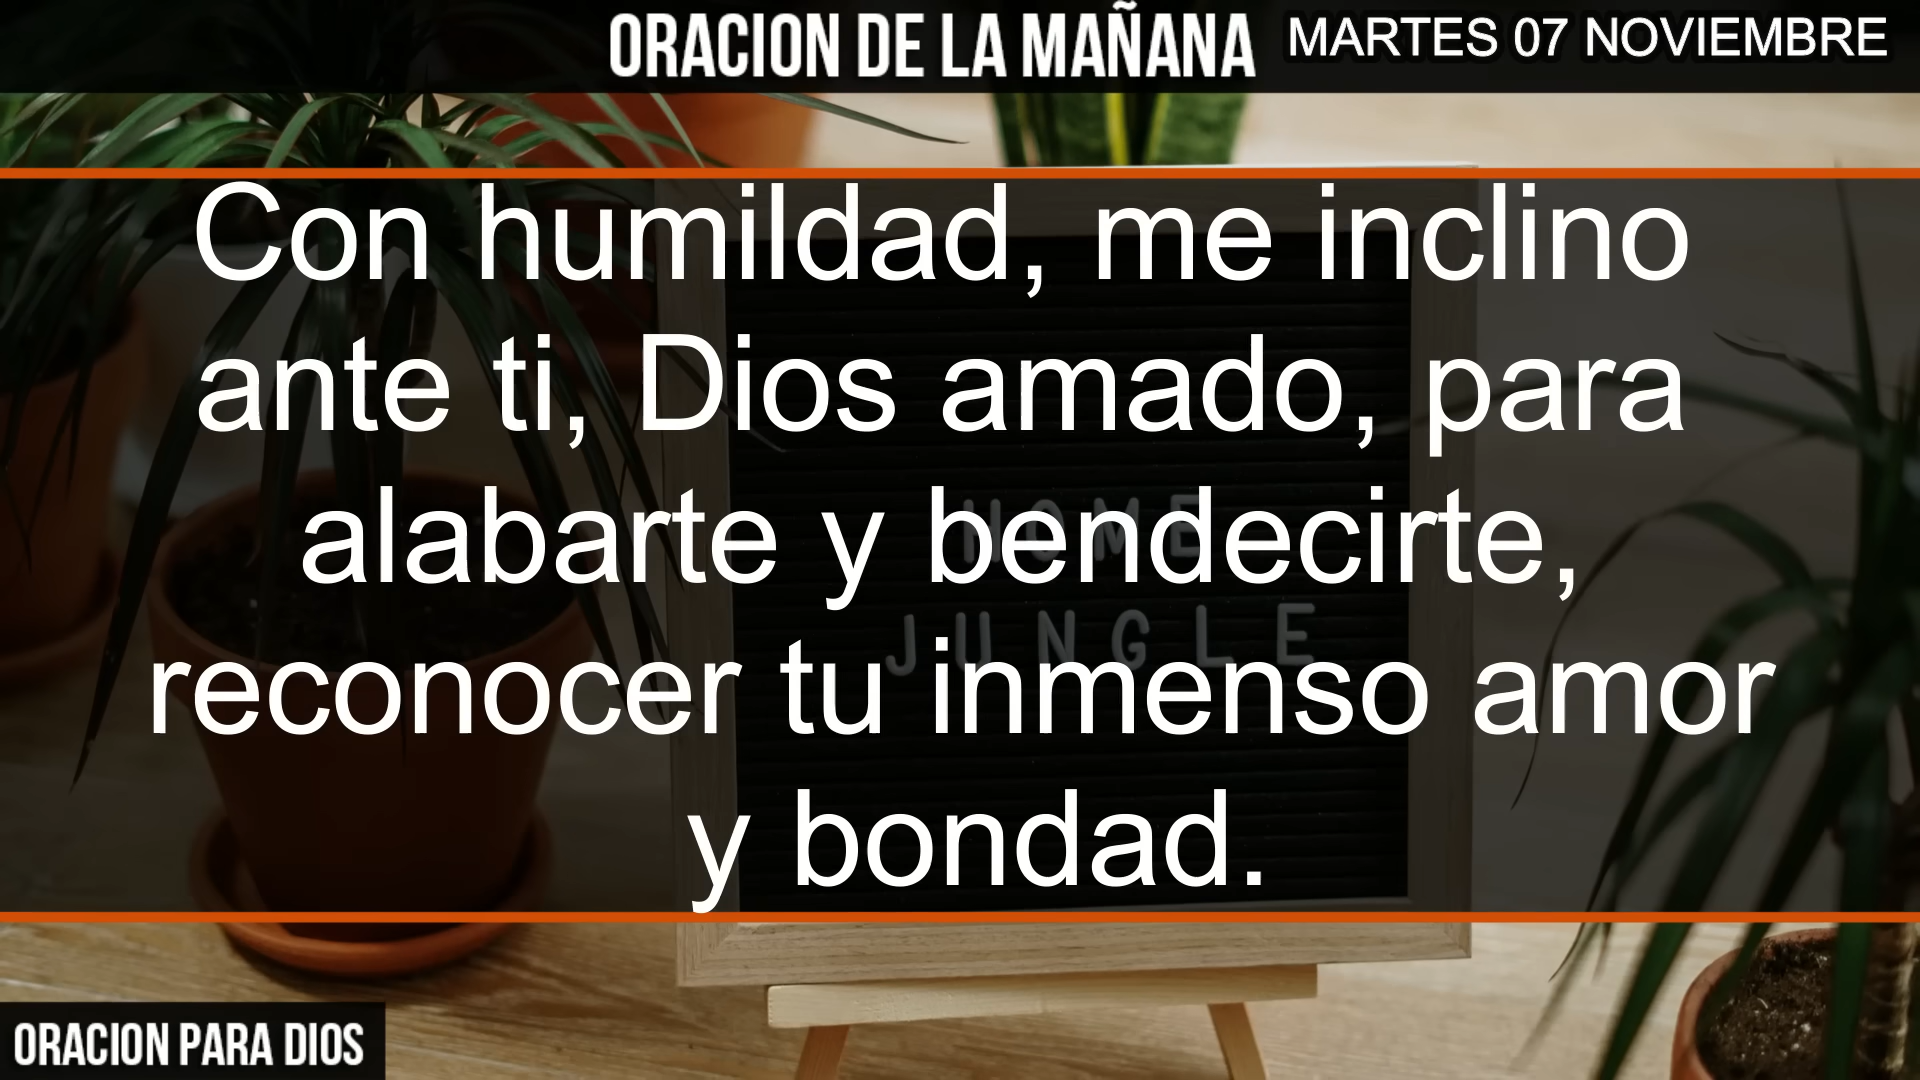 ORACION DE LA MAÑANA
MARTES 07 NOVIEMBRE
Con humildad, me inclino
ante ti, Dios amado, para
alabarte y bendecirte,
reconocer tu inmenso amor
y bondad.
HOME
JUNGLE
ORACION PARA DIOS